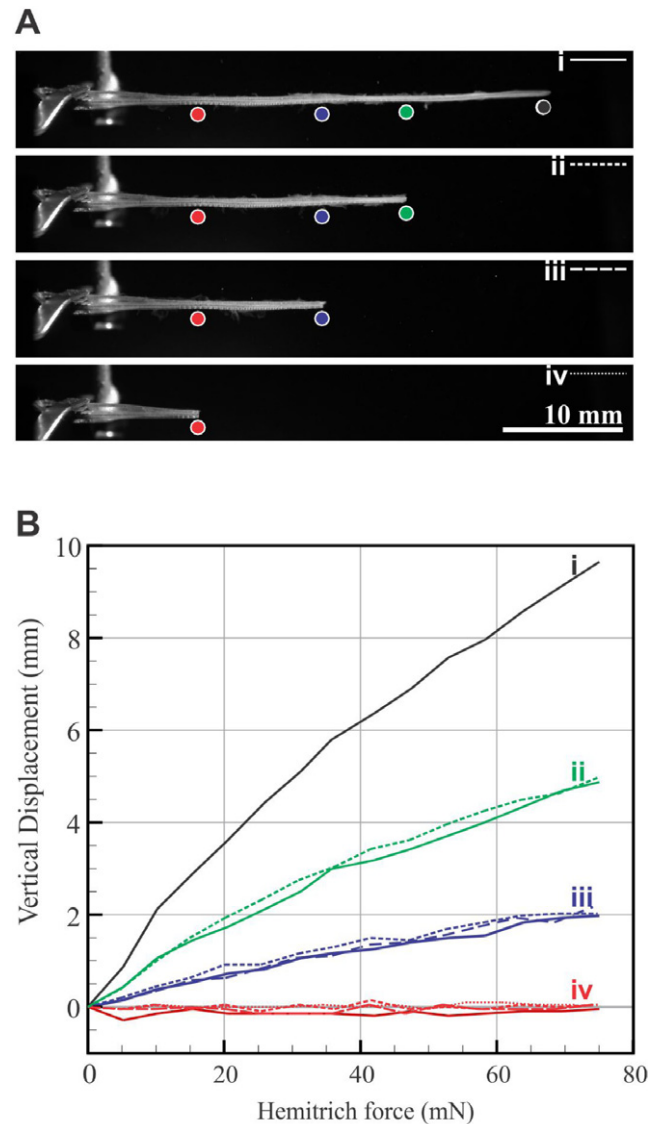 A
i
ii
iii
iv
10 mm
B
10
8
6
4
2
0
Vertical Displacement (mm)
i
ii
iii
iv
0 20 40 60 80
Hemitrich force (mN)